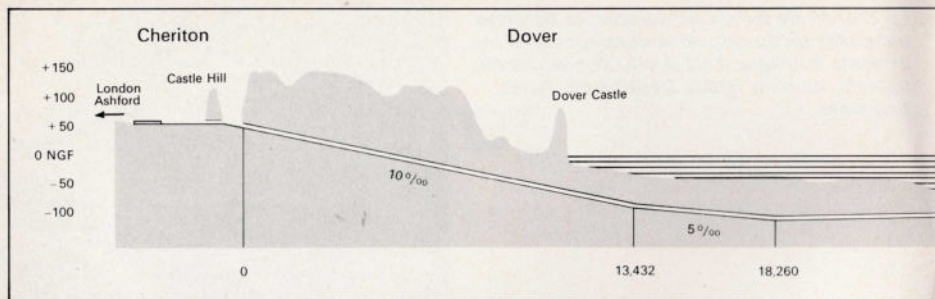 Cheriton
Dover
+150
Castle Hill
London
Ashford
+100
Dover Castle
+50
0 NGF
-50
10 ‰
-100
5 ‰
0
13,432
18,260